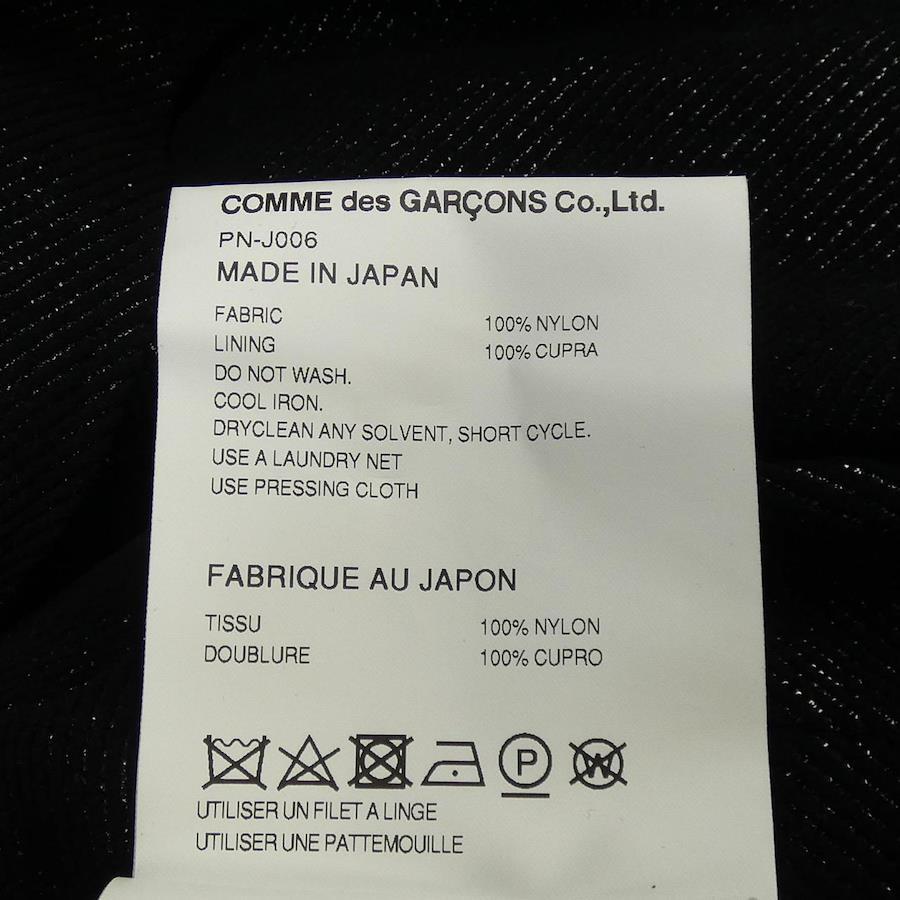 COMME des GARÇONS Co.,Ltd.
PN-J006
MADE IN JAPAN
FABRIC 100% NYLON
LINING 100% CUPRA
DO NOT WASH.
COOL IRON.
DRYCLEAN ANY SOLVENT, SHORT CYCLE.
USE A LAUNDRY NET
USE PRESSING CLOTH
FABRIQUE AU JAPON
TISSU 100% NYLON
DOUBLURE 100% CUPRO
P W
UTILISER UN FILET A LINGE
UTILISER UNE PATTEMOUILLE